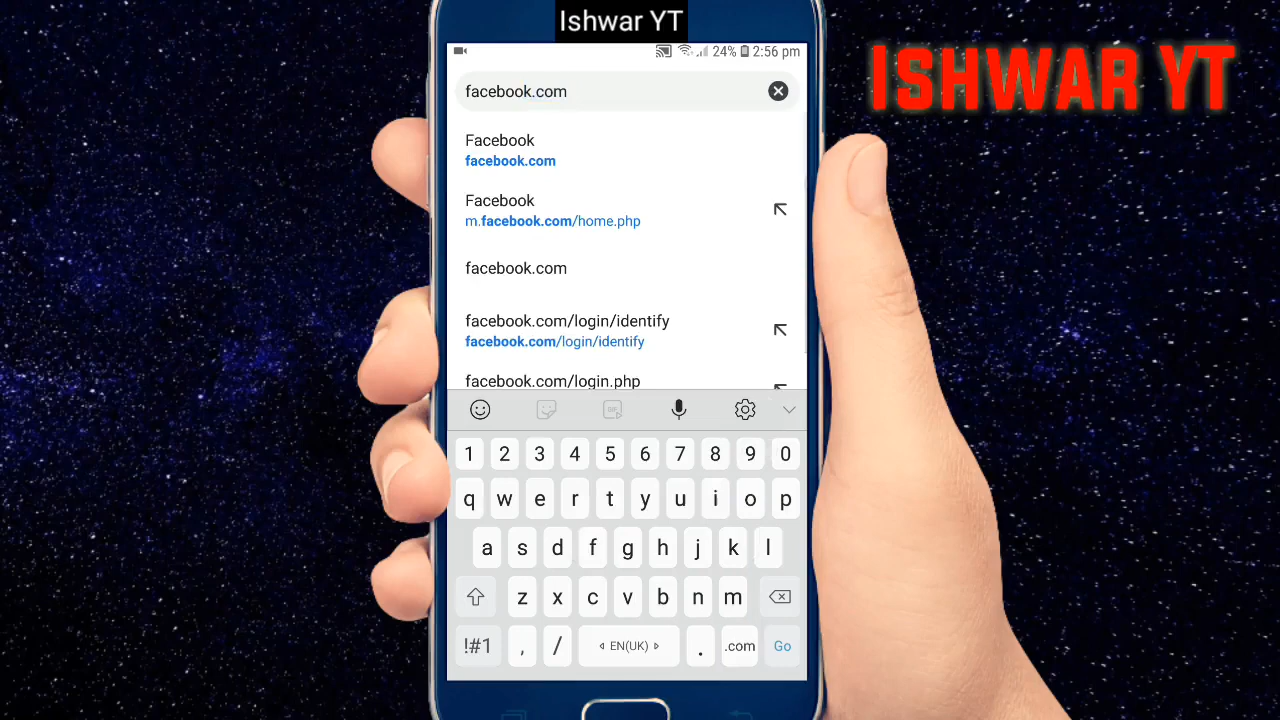 Ishwar YT
ISHWAR YT
24% 2:56 pm
facebook.com
Facebook
facebook.com
Facebook
m.facebook.com/home.php
facebook.com
facebook.com/login/identify
facebook.com/login/identify
facebook.com/login.php
GIF
1 2 3 4 5 6 7 8 9 0
q w e r t y u i o p
a s d f g h j k l
z x c v b n m
!#1 , / EN(UK) . .com Go